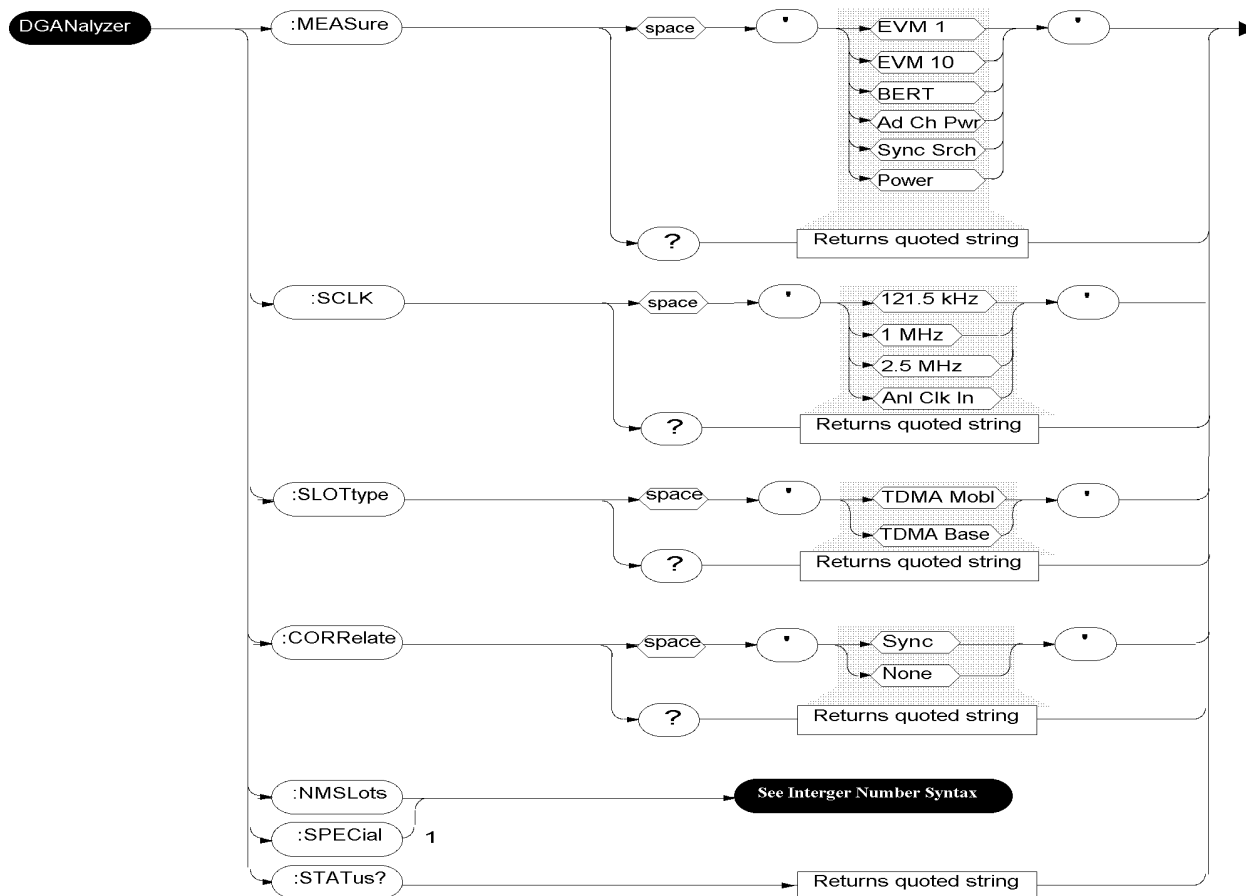 DGANalyzer
:MEASure
space
'
EVM 1
'
EVM 10
BERT
Ad Ch Pwr
Sync Srch
Power
?
Returns quoted string
:SCLK
space
'
121.5 kHz
'
1 MHz
2.5 MHz
Anl Clk In
?
Returns quoted string
:SLOTtype
space
'
TDMA Mobl
'
TDMA Base
?
Returns quoted string
:CORRelate
space
'
Sync
'
None
?
Returns quoted string
:NMSLots
See Interger Number Syntax
:SPECial
1
:STATus?
Returns quoted string